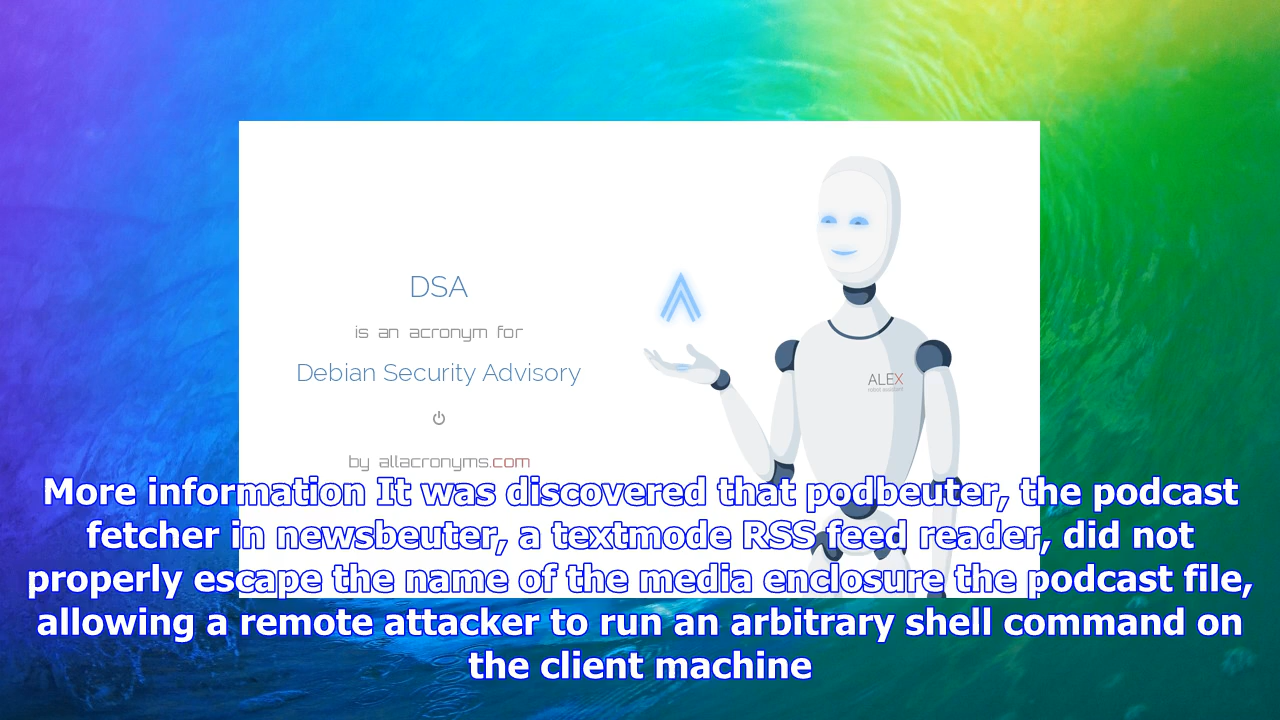 DSA
is an acronym for
Debian Security Advisory
by allacronyms.com
ALEX
robot assistant
More information It was discovered that podbeuter, the podcast
fetcher in newsbeuter, a textmode RSS feed reader, did not
properly escape the name of the media enclosure the podcast file,
allowing a remote attacker to run an arbitrary shell command on
the client machine